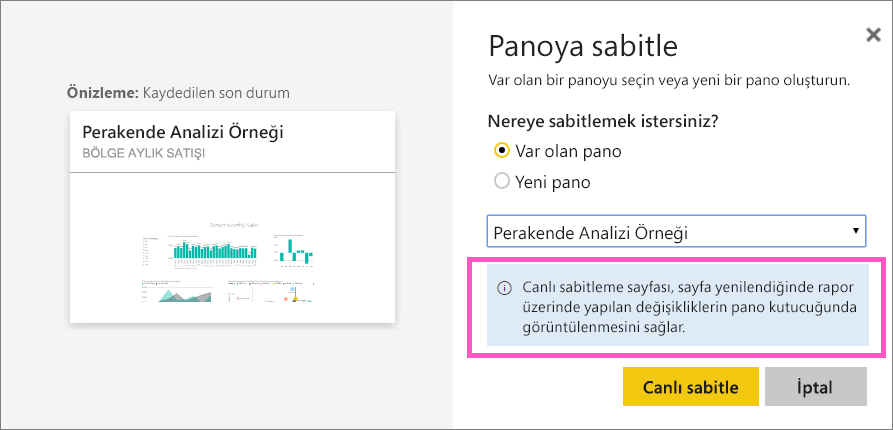 Panoya sabitle
Var olan bir panoyu seçin veya yeni bir pano oluşturun.
Önizleme: Kaydedilen son durum
Perakende Analizi Örneği
BÖLGE AYLIK SATIŞI
Nereye sabitlemek istersiniz?
Var olan pano
Yeni pano
Perakende Analizi Örneği
Canlı sabitleme sayfası, sayfa yenilendiğinde rapor
üzerinde yapılan değişikliklerin pano kutucuğunda
görüntülenmesini sağlar.
Canlı sabitle
İptal